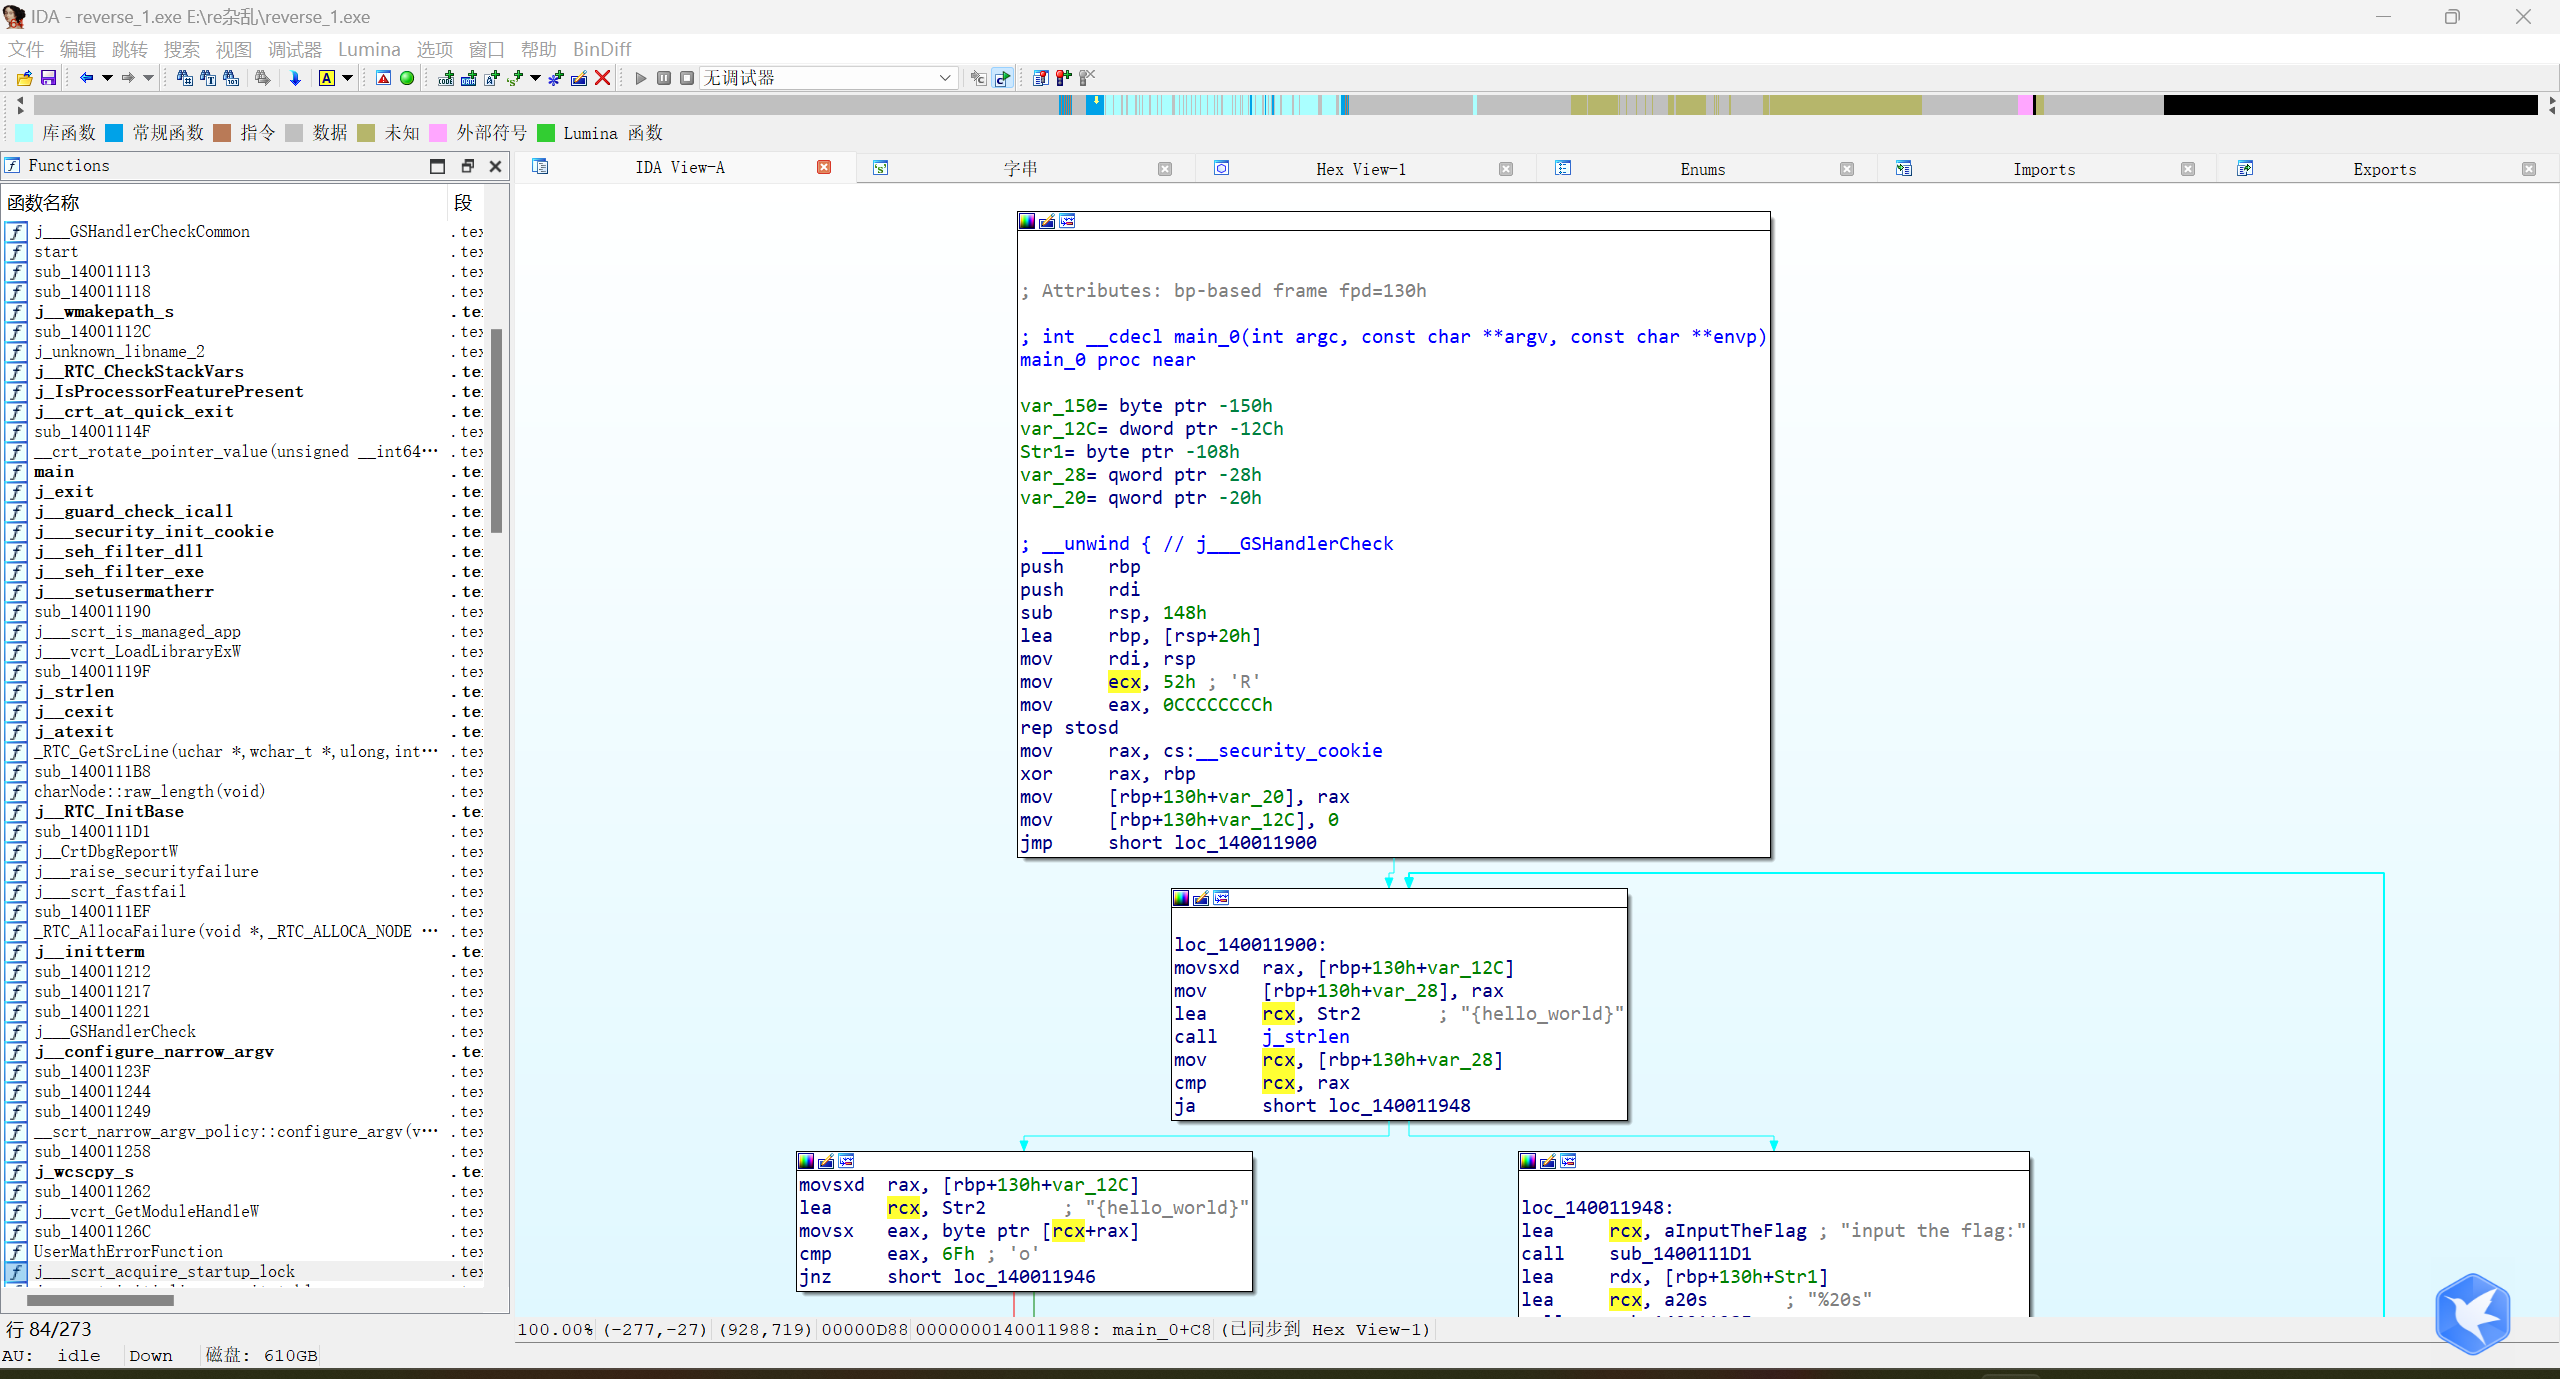 IDA - reverse_1.exe E:\re杂乱\reverse_1.exe
文件 编辑 跳转 搜索 视图 调试器 Lumina 选项 窗口 帮助 BinDiff
无调试器
库函数 常规函数 指令 数据 未知 外部符号 Lumina 函数
Functions
函数名称 段
j___GSHandlerCheckCommon .tex
start .tex
sub_140011113 .tex
sub_140011118 .tex
j__wmakepath_s .te
sub_14001112C .tex
j_unknown_libname_2 .tex
j__RTC_CheckStackVars .te
j_IsProcessorFeaturePresent .te
j__crt_at_quick_exit .te
sub_14001114F .tex
__crt_rotate_pointer_value(unsigned __int64… .tex
main .te
j_exit .te
j__guard_check_icall .te
j___security_init_cookie .te
j__seh_filter_dll .te
j__seh_filter_exe .te
j___setusermatherr .te
sub_140011190 .tex
j___scrt_is_managed_app .tex
j___vcrt_LoadLibraryExW .tex
sub_14001119F .tex
j_strlen .te
j__cexit .te
j_atexit .te
_RTC_GetSrcLine(uchar *,wchar_t *,ulong,int… .tex
sub_1400111B8 .tex
charNode::raw_length(void) .tex
j__RTC_InitBase .te
sub_1400111D1 .tex
j__CrtDbgReportW .tex
j___raise_securityfailure .tex
j___scrt_fastfail .tex
sub_1400111EF .tex
_RTC_AllocaFailure(void *,_RTC_ALLOCA_NODE … .tex
j__initterm .te
sub_140011212 .tex
sub_140011217 .tex
sub_140011221 .tex
j___GSHandlerCheck .tex
j__configure_narrow_argv .te
sub_14001123F .tex
sub_140011244 .tex
sub_140011249 .tex
__scrt_narrow_argv_policy::configure_argv(v… .tex
sub_140011258 .tex
j_wcscpy_s .te
sub_140011262 .tex
j___vcrt_GetModuleHandleW .tex
sub_14001126C .tex
UserMathErrorFunction .tex
j___scrt_acquire_startup_lock .tex
行 84/273
IDA View-A 字串 Hex View-1 Enums Imports Exports
; Attributes: bp-based frame fpd=130h
; int __cdecl main_0(int argc, const char **argv, const char **envp)
main_0 proc near
var_150= byte ptr -150h
var_12C= dword ptr -12Ch
Str1= byte ptr -108h
var_28= qword ptr -28h
var_20= qword ptr -20h
; __unwind { // j___GSHandlerCheck
push rbp
push rdi
sub rsp, 148h
lea rbp, [rsp+20h]
mov rdi, rsp
mov ecx, 52h ; 'R'
mov eax, 0CCCCCCCCh
rep stosd
mov rax, cs:__security_cookie
xor rax, rbp
mov [rbp+130h+var_20], rax
mov [rbp+130h+var_12C], 0
jmp short loc_140011900
loc_140011900:
movsxd rax, [rbp+130h+var_12C]
mov [rbp+130h+var_28], rax
lea rcx, Str2 ; "{hello_world}"
call j_strlen
mov rcx, [rbp+130h+var_28]
cmp rcx, rax
ja short loc_140011948
movsxd rax, [rbp+130h+var_12C]
lea rcx, Str2 ; "{hello_world}"
movsx eax, byte ptr [rcx+rax]
cmp eax, 6Fh ; 'o'
jnz short loc_140011946
loc_140011948:
lea rcx, aInputTheFlag ; "input the flag:"
call sub_1400111D1
lea rdx, [rbp+130h+Str1]
lea rcx, a20s ; "%20s"
100.00% (-277,-27) (928,719) 00000D88 0000000140011988: main_0+C8 (已同步到 Hex View-1)
AU: idle Down 磁盘: 610GB